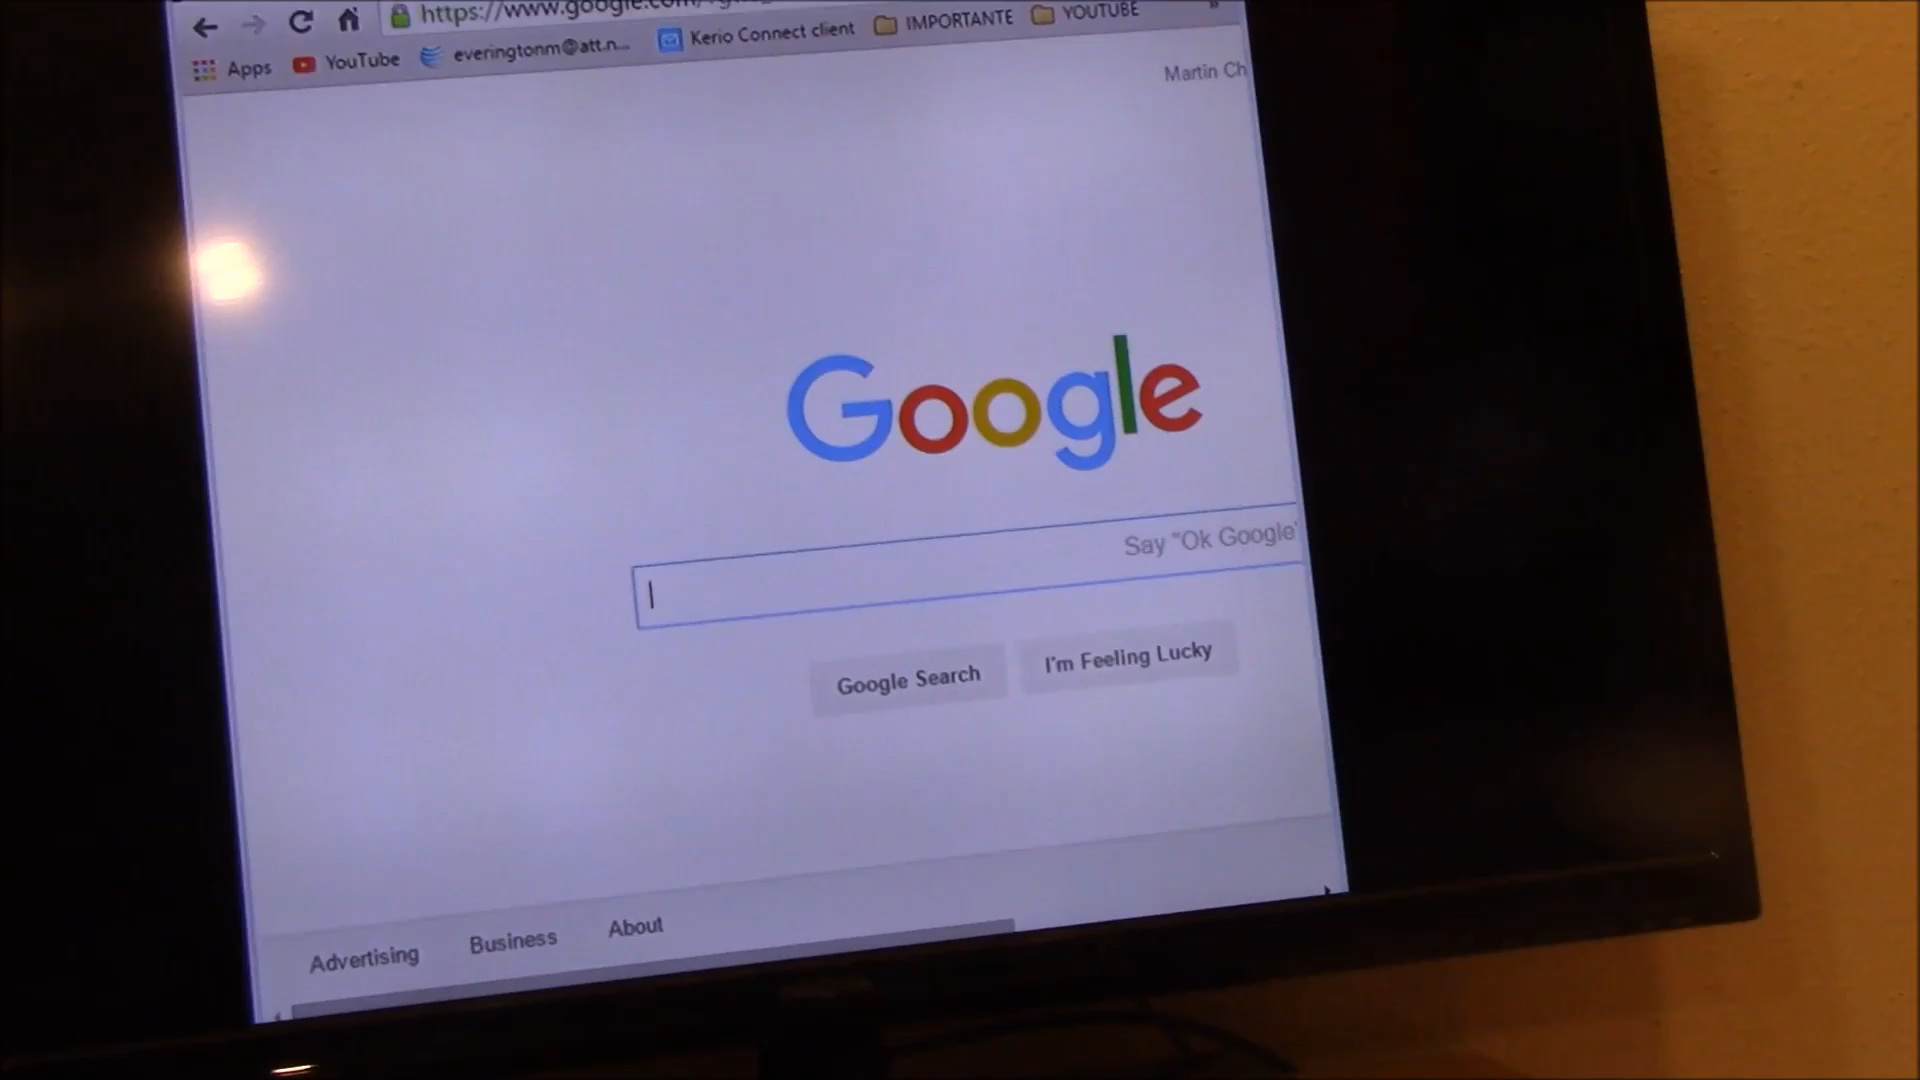 https://www.google.com/
Apps YouTube everingtonm@att.n... Kerio Connect client IMPORTANTE YOUTUBE »
Martin Ch
Google
Say "Ok Google"
Google Search I'm Feeling Lucky
Advertising Business About